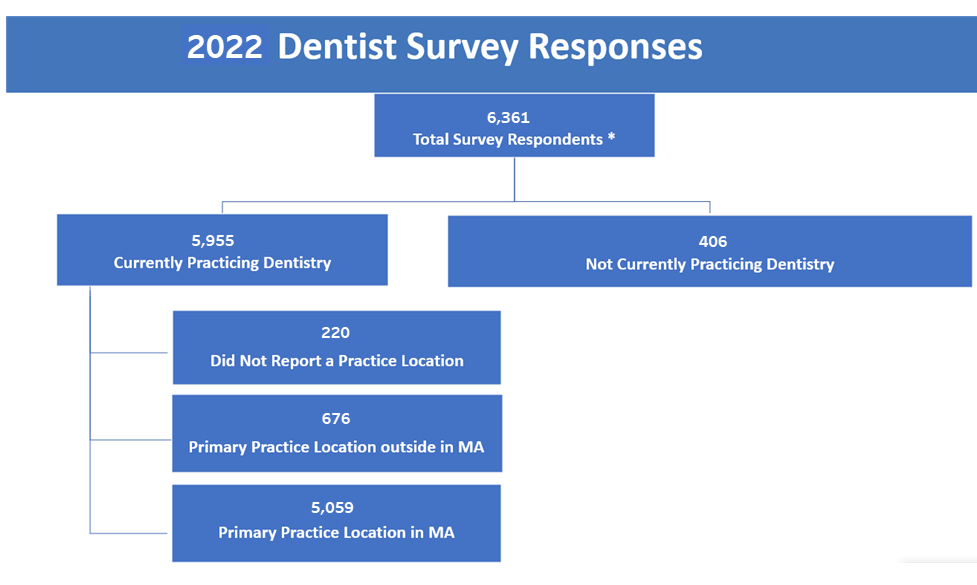 2022 Dentist Survey Responses
6,361
Total Survey Respondents *
5,955
Currently Practicing Dentistry
406
Not Currently Practicing Dentistry
220
Did Not Report a Practice Location
676
Primary Practice Location outside in MA
5,059
Primary Practice Location in MA